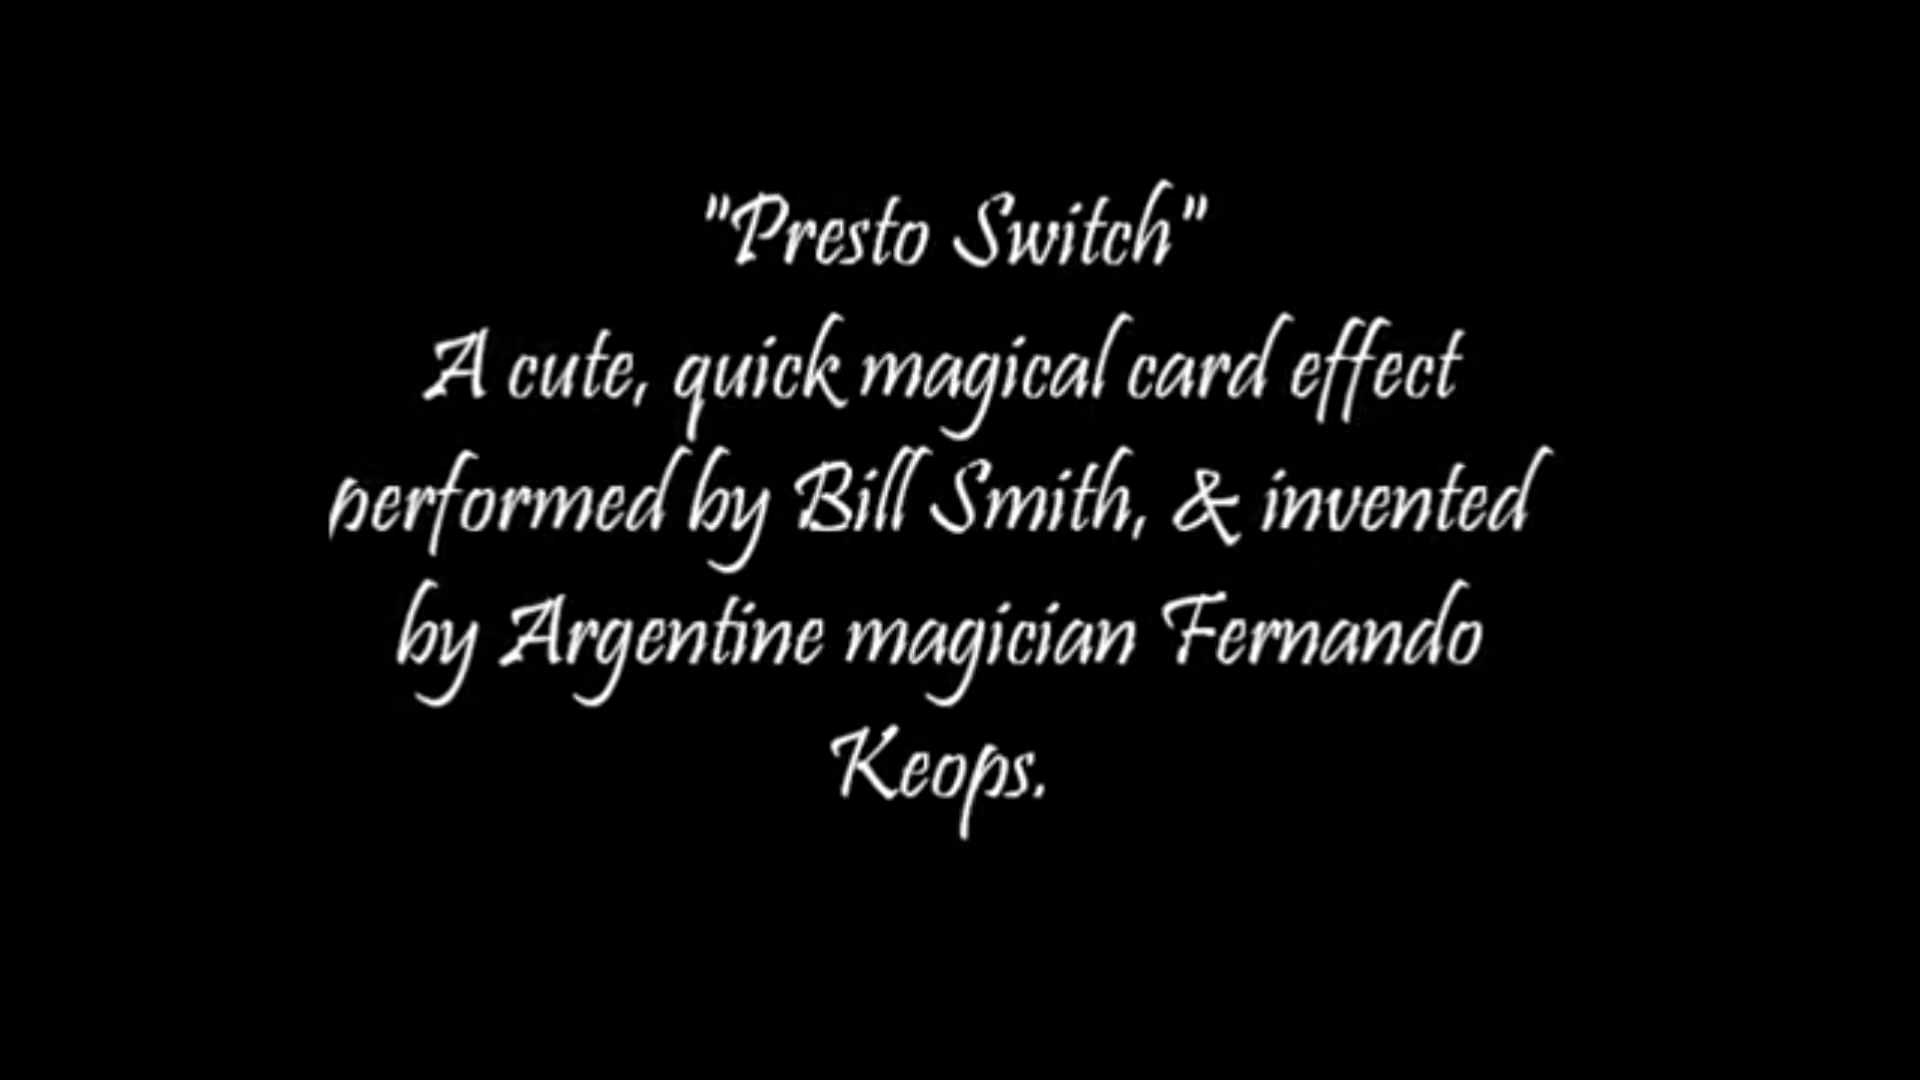 "Presto Switch"
A cute, quick magical card effect
performed by Bill Smith, & invented
by Argentine magician Fernando
Keops.